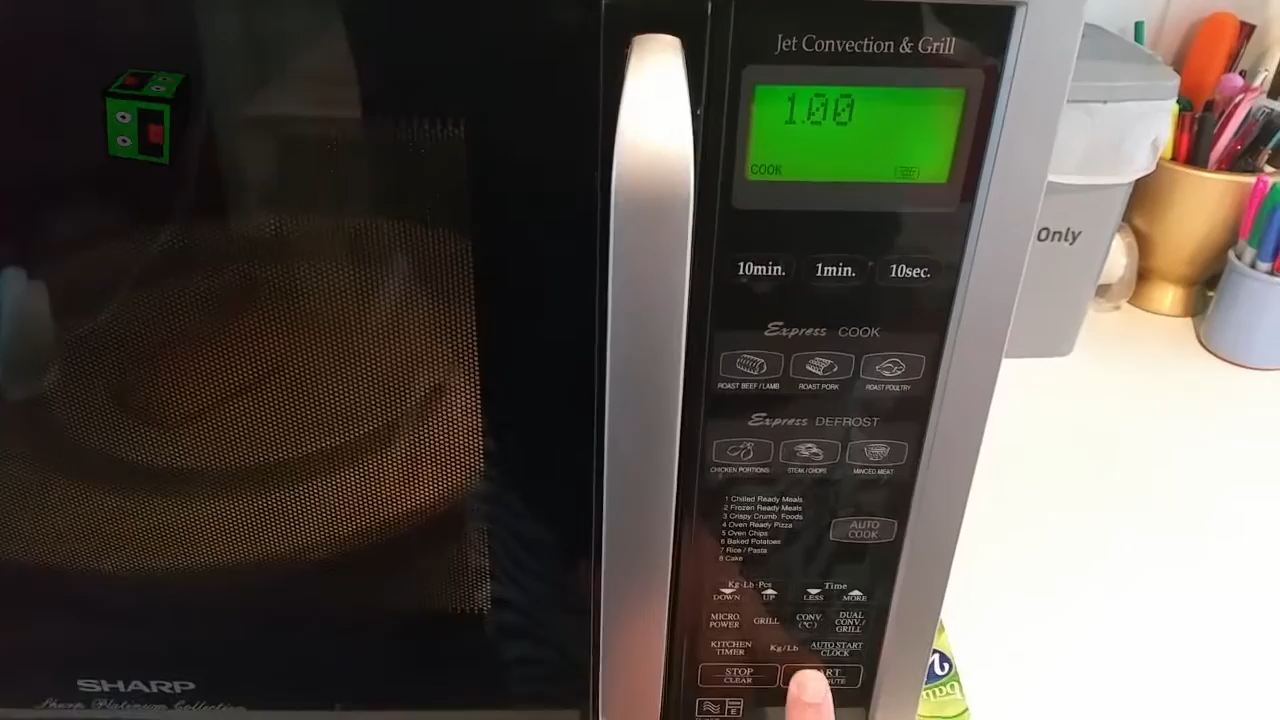 Jet Convection & Grill
1.00
COOK
10min. 1min. 10sec.
Express COOK
ROAST BEEF / LAMB ROAST PORK ROAST POULTRY
Express DEFROST
CHICKEN PORTIONS STEAK / CHOPS MINCED MEAT
1 Chilled Ready Meals
2 Frozen Ready Meals
3 Crispy Crumb Foods
4 Oven Ready Pizza
5 Oven Chips
6 Baked Potatoes
7 Rice / Pasta
8 Cake
AUTO
COOK
Kg·Lb·Pcs Time
DOWN UP LESS MORE
MICRO POWER GRILL CONV. (°C) DUAL CONV./ GRILL
KITCHEN TIMER Kg/Lb AUTO START CLOCK
STOP
CLEAR
E
SHARP
Sharp Platinum Collection
Only